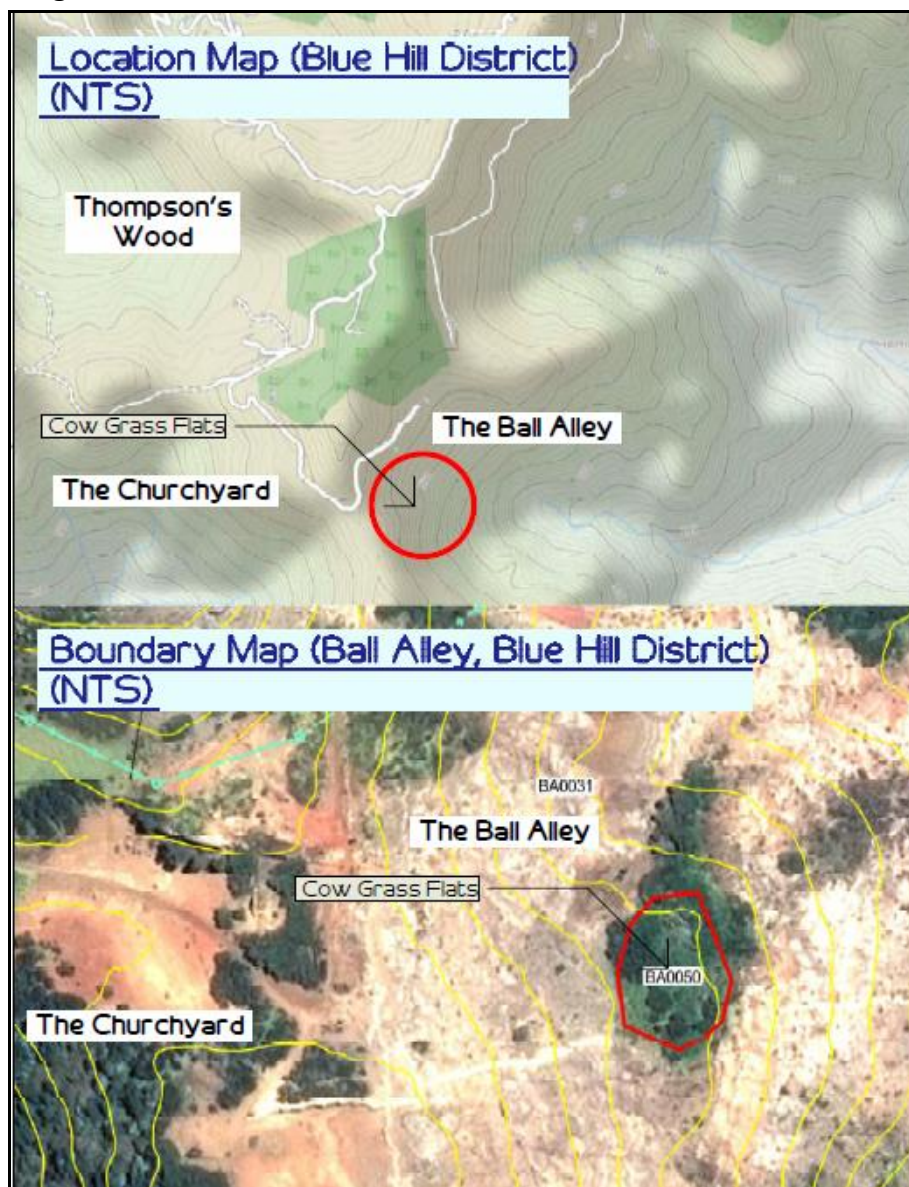 Location Map (Blue Hill District)
(NTS)
Thompson's
Wood
Cow Grass Flats
The Ball Alley
The Churchyard
Boundary Map (Ball Alley, Blue Hill District)
(NTS)
BA0031
The Ball Alley
Cow Grass Flats
BA0050
The Churchyard